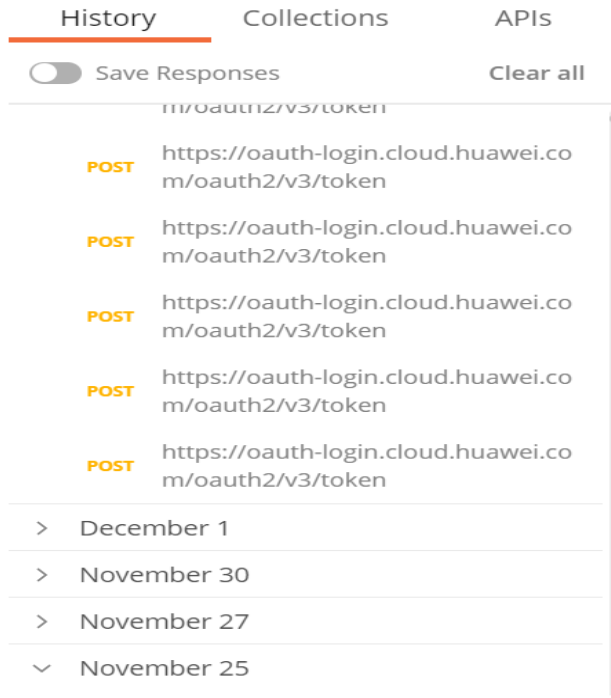 History Collections APIs
Save Responses Clear all
m/oauth2/v3/token
POST https://oauth-login.cloud.huawei.co
m/oauth2/v3/token
POST https://oauth-login.cloud.huawei.co
m/oauth2/v3/token
POST https://oauth-login.cloud.huawei.co
m/oauth2/v3/token
POST https://oauth-login.cloud.huawei.co
m/oauth2/v3/token
POST https://oauth-login.cloud.huawei.co
m/oauth2/v3/token
December 1
November 30
November 27
November 25